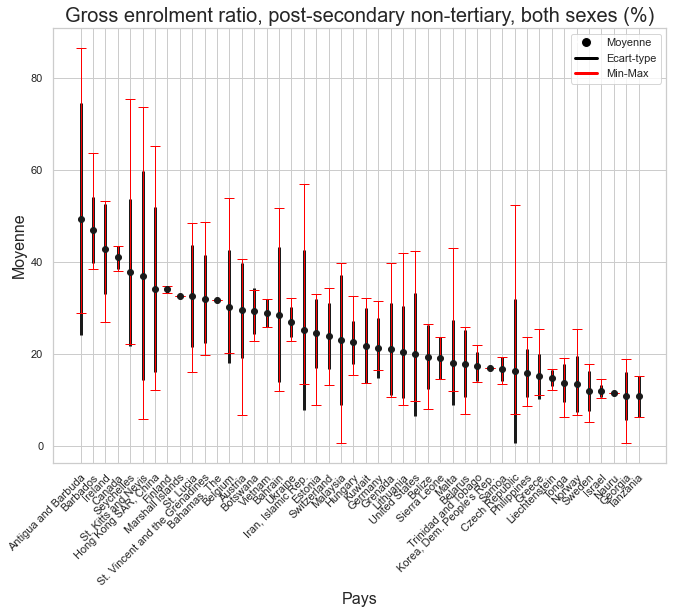 Gross enrolment ratio, post-secondary non-tertiary, both sexes (%)
Moyenne
Ecart-type
Min-Max
80
60
40
20
0
Moyenne
Antigua and Barbuda
Barbados
Ireland
Canada
Seychelles
St. Kitts and Nevis
Hong Kong SAR, China
Finland
Marshall Islands
St. Lucia
St. Vincent and the Grenadines
Bahamas, The
Belgium
Austria
Botswana
Vietnam
Bahrain
Ukraine
Iran, Islamic Rep.
Estonia
Switzerland
Malaysia
Hungary
Kuwait
Germany
Grenada
Lithuania
United States
Belize
Sierra Leone
Malta
Belarus
Trinidad and Tobago
Korea, Dem. People's Rep.
Samoa
Czech Republic
Philippines
Greece
Liechtenstein
Tonga
Norway
Sweden
Israel
Nauru
Georgia
Tanzania
Pays